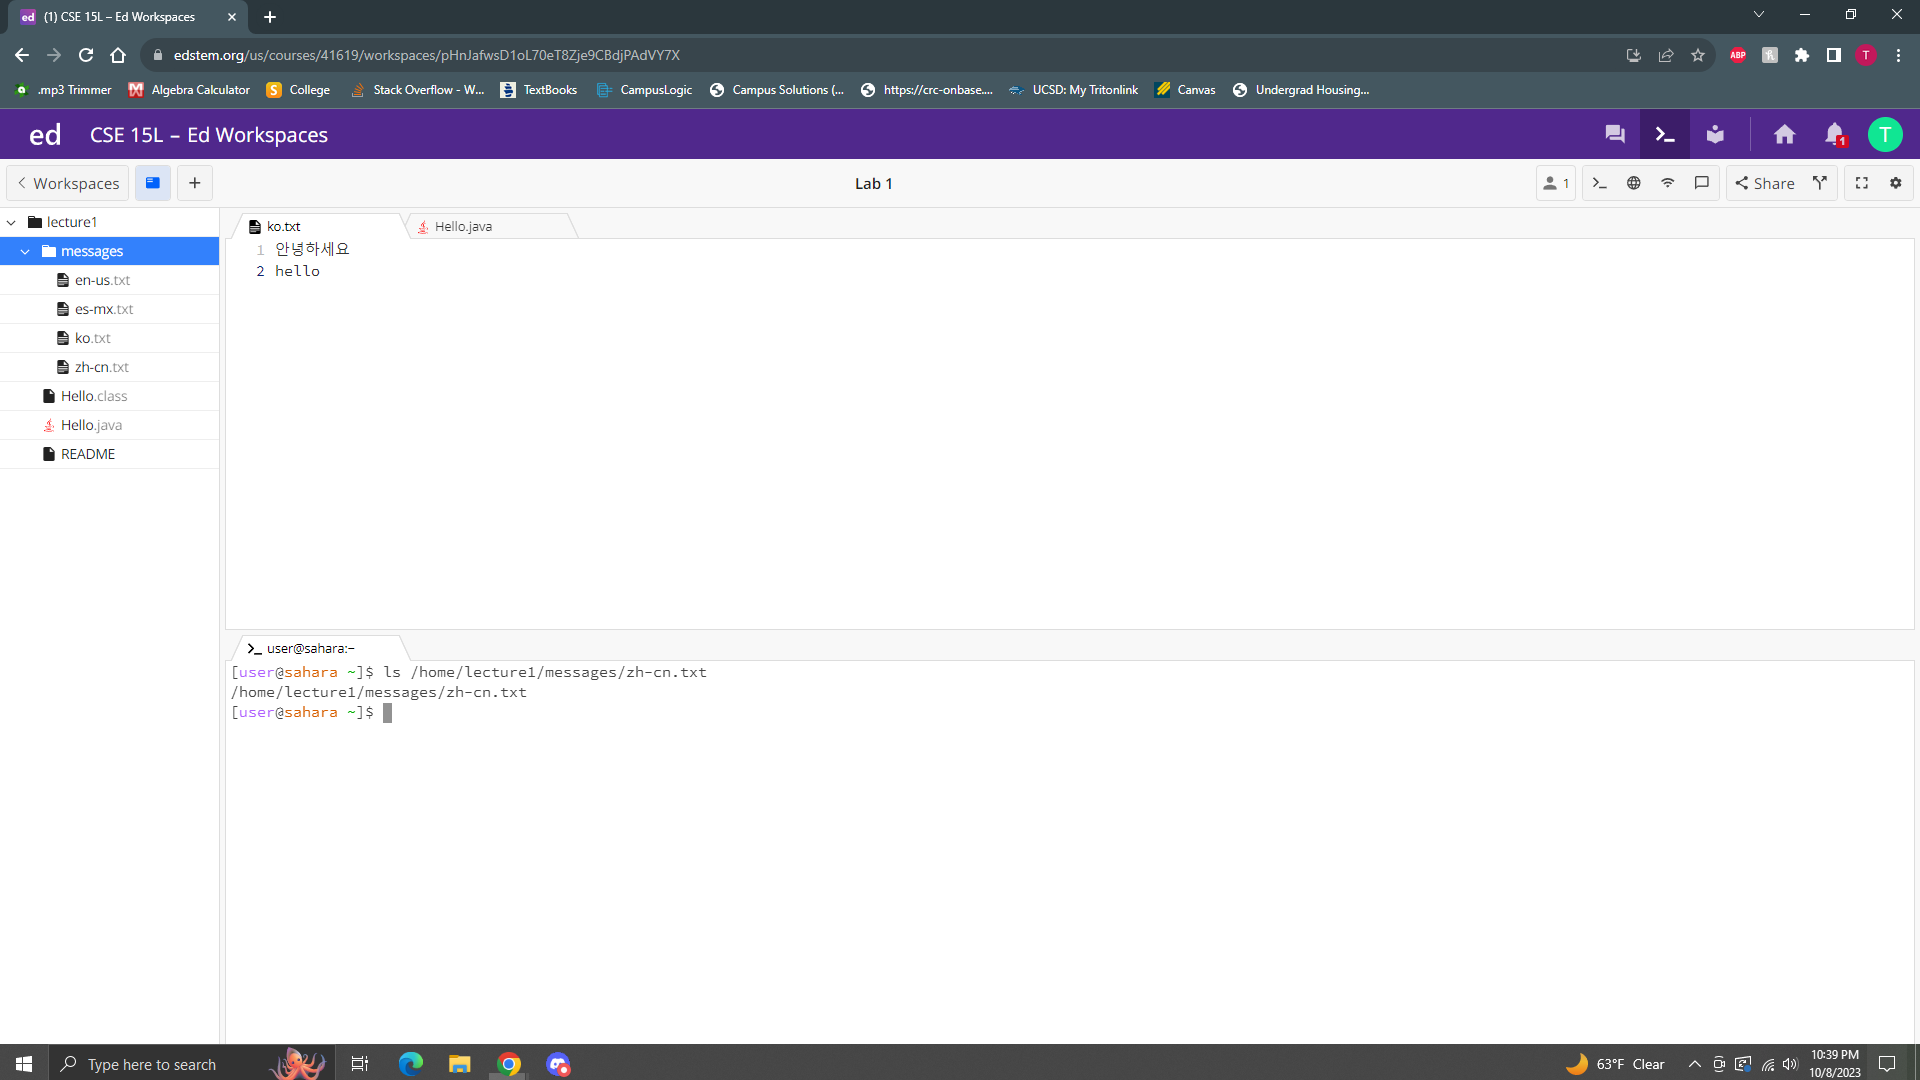 (1) CSE 15L – Ed Workspaces
edstem.org/us/courses/41619/workspaces/pHnJafwsD1oL70eT8Zje9CBdjPAdVY7X
ABP
T
.mp3 Trimmer
Algebra Calculator
College
Stack Overflow - W...
TextBooks
CampusLogic
Campus Solutions (...
https://crc-onbase....
UCSD: My Tritonlink
Canvas
Undergrad Housing...
ed
CSE 15L – Ed Workspaces
1
T
Workspaces
Lab 1
1
Share
lecture1
messages
en-us.txt
es-mx.txt
ko.txt
zh-cn.txt
Hello.class
Hello.java
README
ko.txt
Hello.java
1 안녕하세요
2 hello
user@sahara:~
[user@sahara ~]$ ls /home/lecture1/messages/zh-cn.txt
/home/lecture1/messages/zh-cn.txt
[user@sahara ~]$
Type here to search
63°F Clear
10:39 PM
10/8/2023